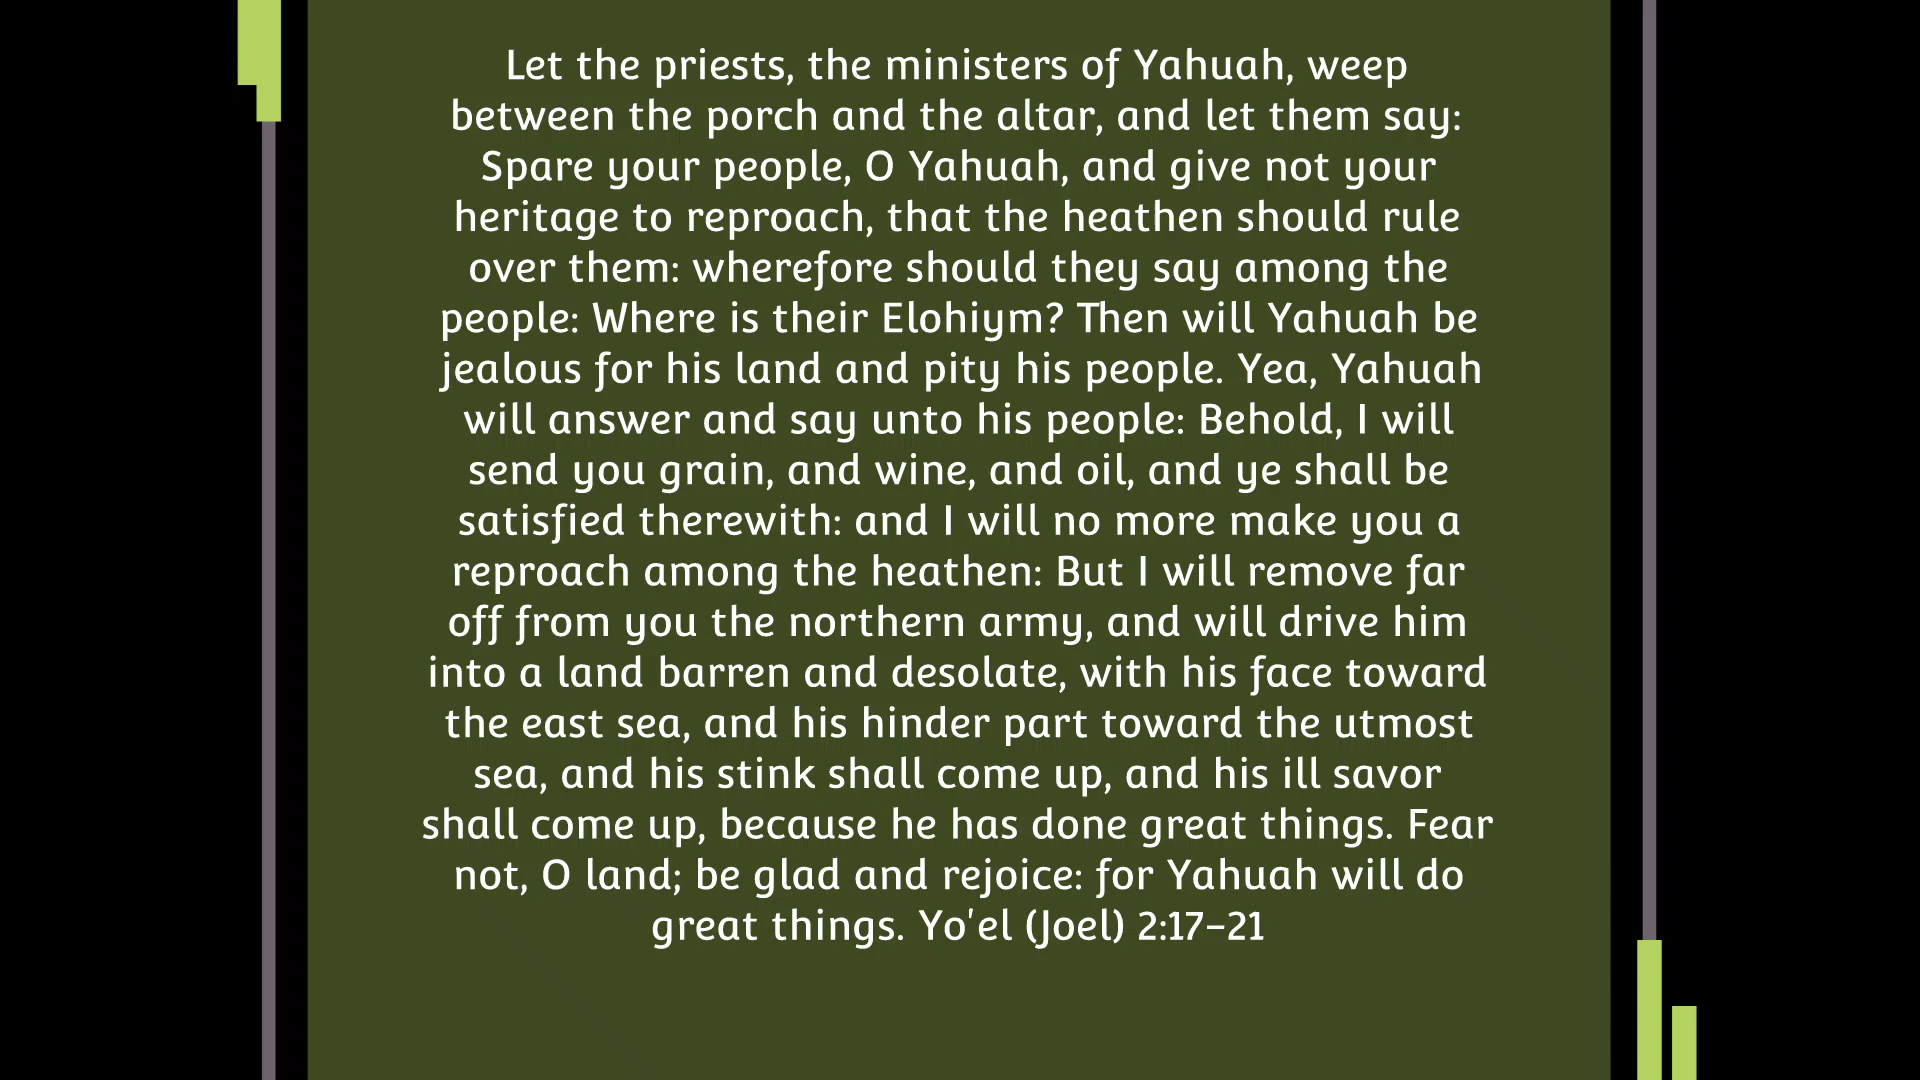 Let the priests, the ministers of Yahuah, weep
between the porch and the altar, and let them say:
Spare your people, O Yahuah, and give not your
heritage to reproach, that the heathen should rule
over them: wherefore should they say among the
people: Where is their Elohiym? Then will Yahuah be
jealous for his land and pity his people. Yea, Yahuah
will answer and say unto his people: Behold, I will
send you grain, and wine, and oil, and ye shall be
satisfied therewith: and I will no more make you a
reproach among the heathen: But I will remove far
off from you the northern army, and will drive him
into a land barren and desolate, with his face toward
the east sea, and his hinder part toward the utmost
sea, and his stink shall come up, and his ill savor
shall come up, because he has done great things. Fear
not, O land; be glad and rejoice: for Yahuah will do
great things. Yo'el (Joel) 2:17–21